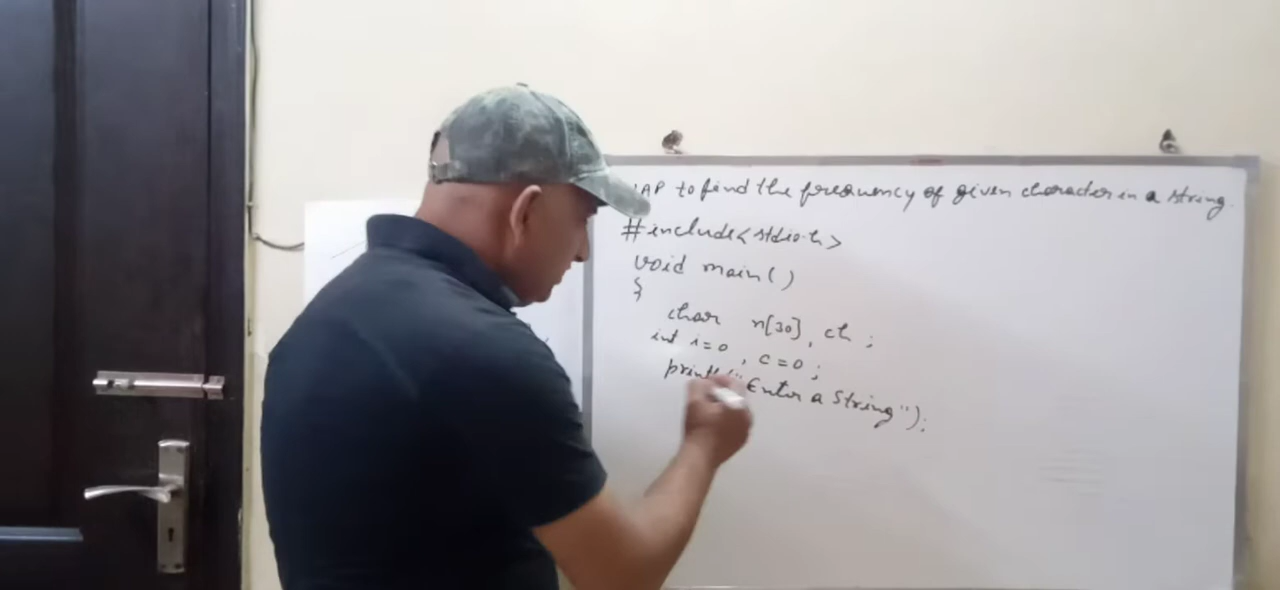 AP to find the frequency of given character in a string.
#include<stdio.h>
void main()
{
char n[30], ch;
int i=0, c=0;
printf("Enter a String");